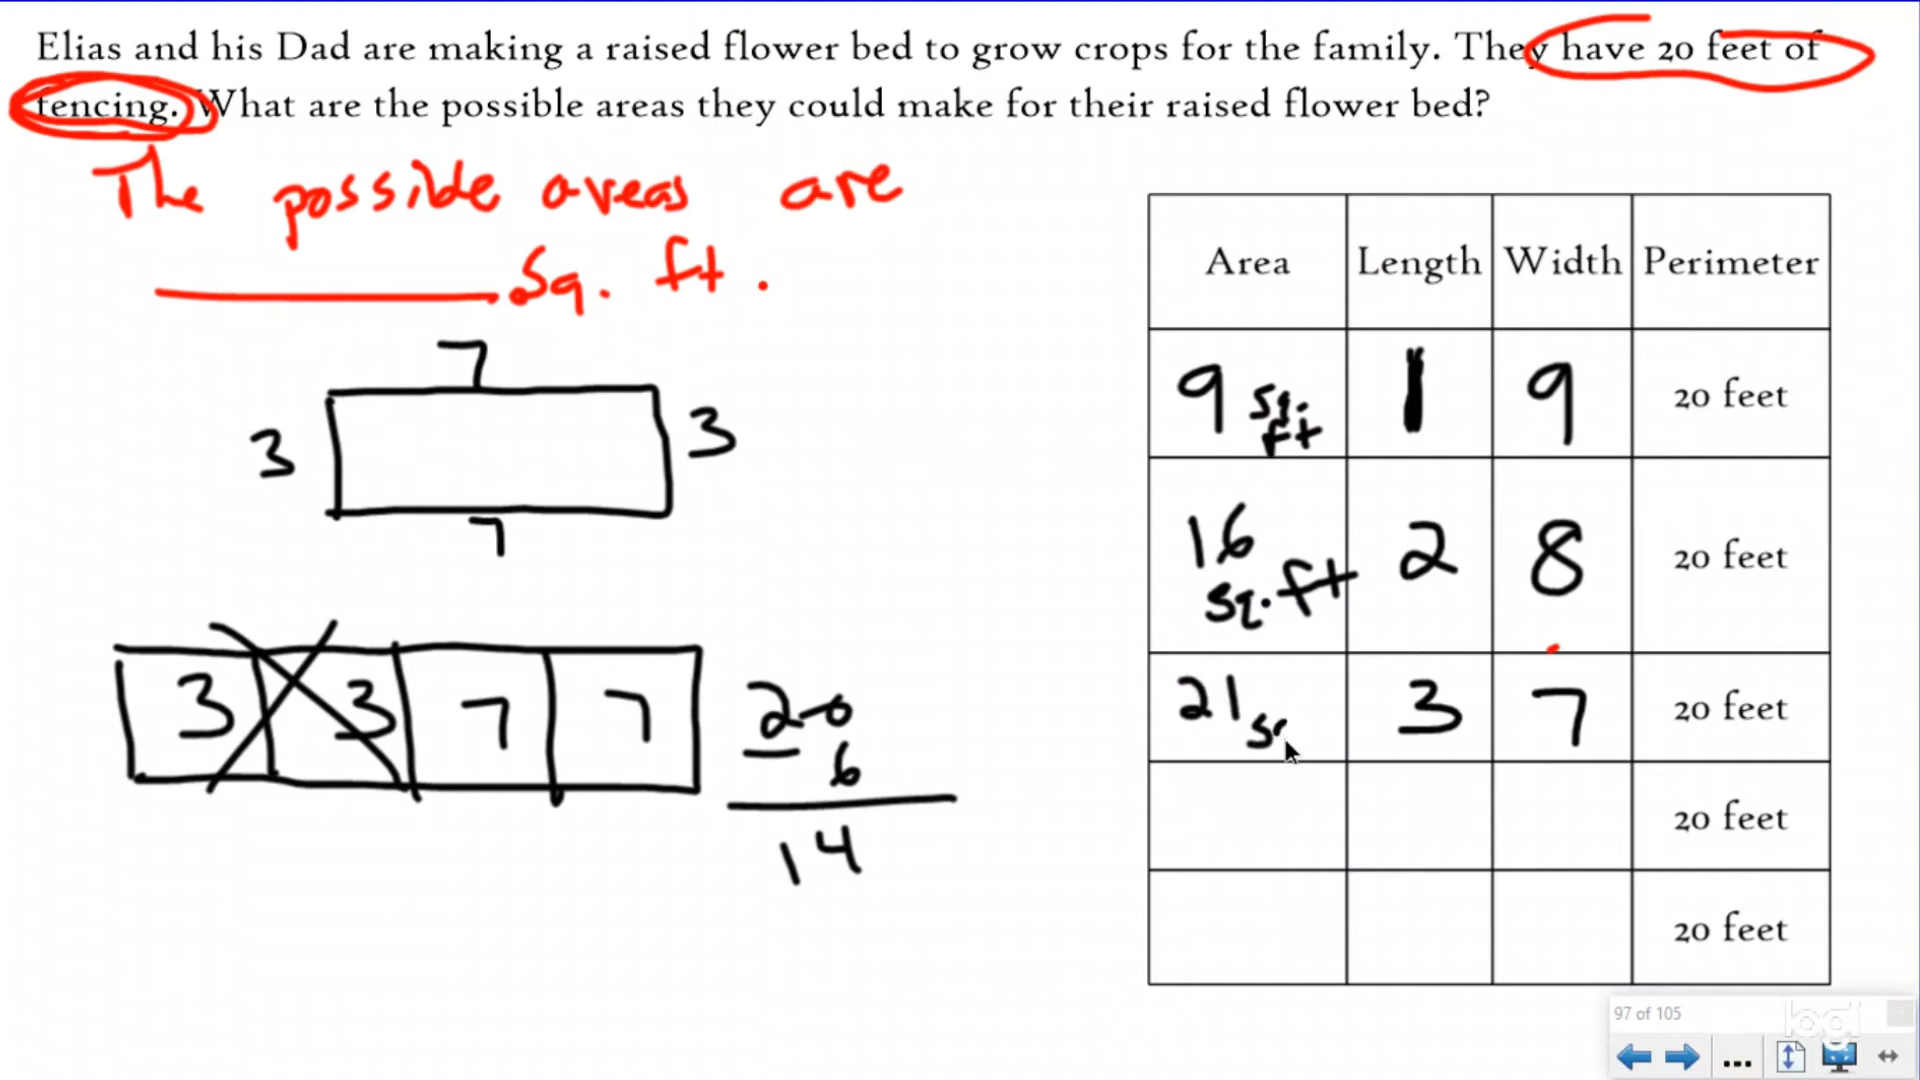 Elias and his Dad are making a raised flower bed to grow crops for the family. They have 20 feet of
fencing. What are the possible areas they could make for their raised flower bed?
The possible areas are
sq. ft.
7
3 3
7
3 3 7 7
20
6
14
Area Length Width Perimeter
9 sq. ft 1 9 20 feet
16 sq. ft 2 8 20 feet
21 3 7 20 feet
20 feet
20 feet
97 of 105
logi